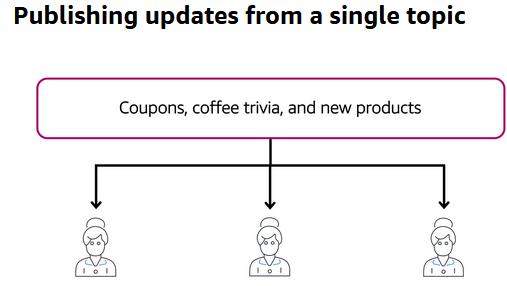 Publishing updates from a single topic
Coupons, coffee trivia, and new products